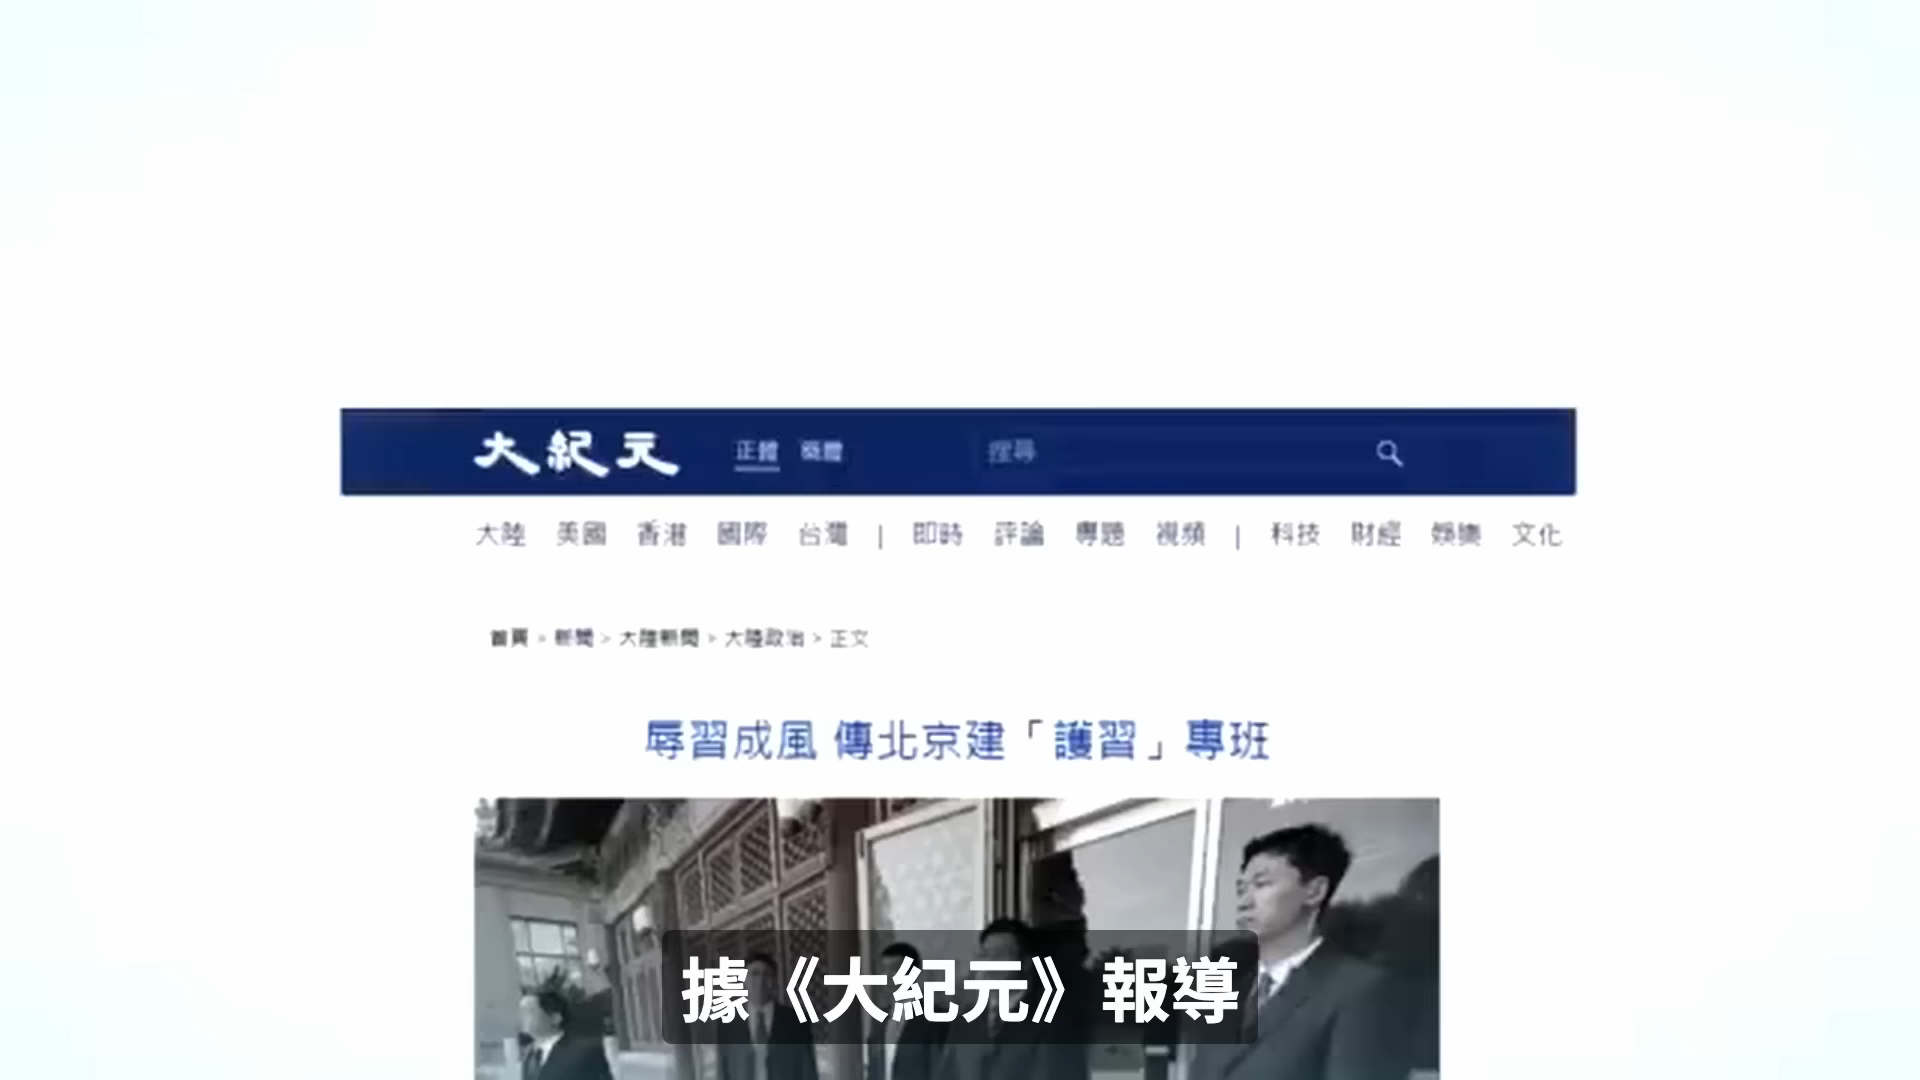 大紀元 正體 簡體 搜尋
大陸 美國 香港 國際 台灣 | 即時 評論 專題 視頻 | 科技 財經 娛樂 文化
首頁 > 新聞 > 大陸新聞 > 大陸政治 > 正文
辱習成風 傳北京建「護習」專班
據《大紀元》報導